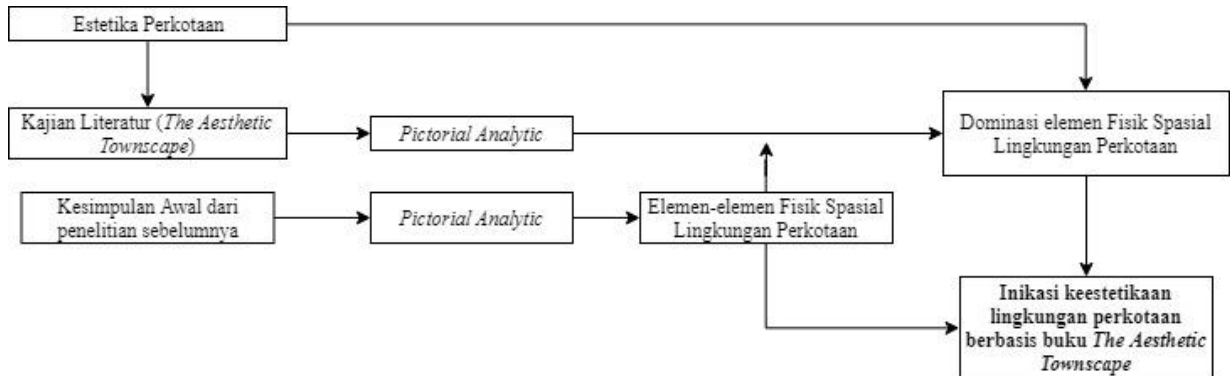 Estetika Perkotaan
Kajian Literatur (The Aesthetic
Townscape)
Pictorial Analytic
Dominasi elemen Fisik Spasial
Lingkungan Perkotaan
Kesimpulan Awal dari
penelitian sebelumnya
Pictorial Analytic
Elemen-elemen Fisik Spasial
Lingkungan Perkotaan
Inikasi keestetikaan
lingkungan perkotaan
berbasis buku The Aesthetic
Townscape